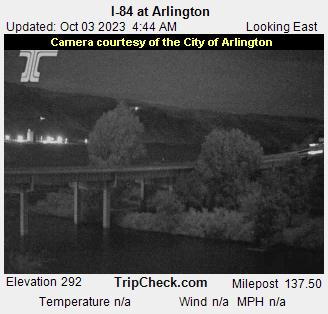 I-84 at Arlington
Updated: Oct 03 2023 4:44 AM Looking East
Camera courtesy of the City of Arlington
Elevation 292 TripCheck.com Milepost 137.50
Temperature n/a Wind n/a MPH n/a